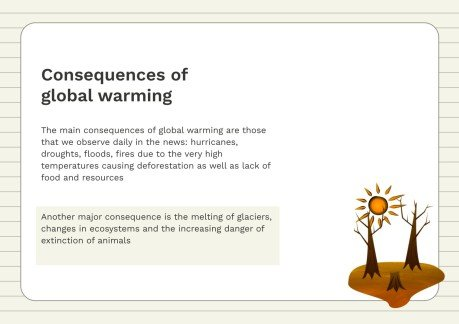 Consequences of
global warming
The main consequences of global warming are those
that we observe daily in the news: hurricanes,
droughts, floods, fires due to the very high
temperatures causing deforestation as well as lack of
food and resources
Another major consequence is the melting of glaciers,
changes in ecosystems and the increasing danger of
extinction of animals